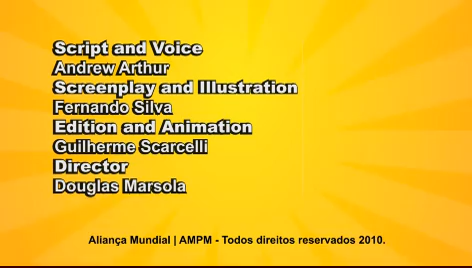 Script and Voice
Andrew Arthur
Screenplay and Illustration
Fernando Silva
Edition and Animation
Guilherme Scarcelli
Director
Douglas Marsola
Aliança Mundial | AMPM - Todos direitos reservados 2010.